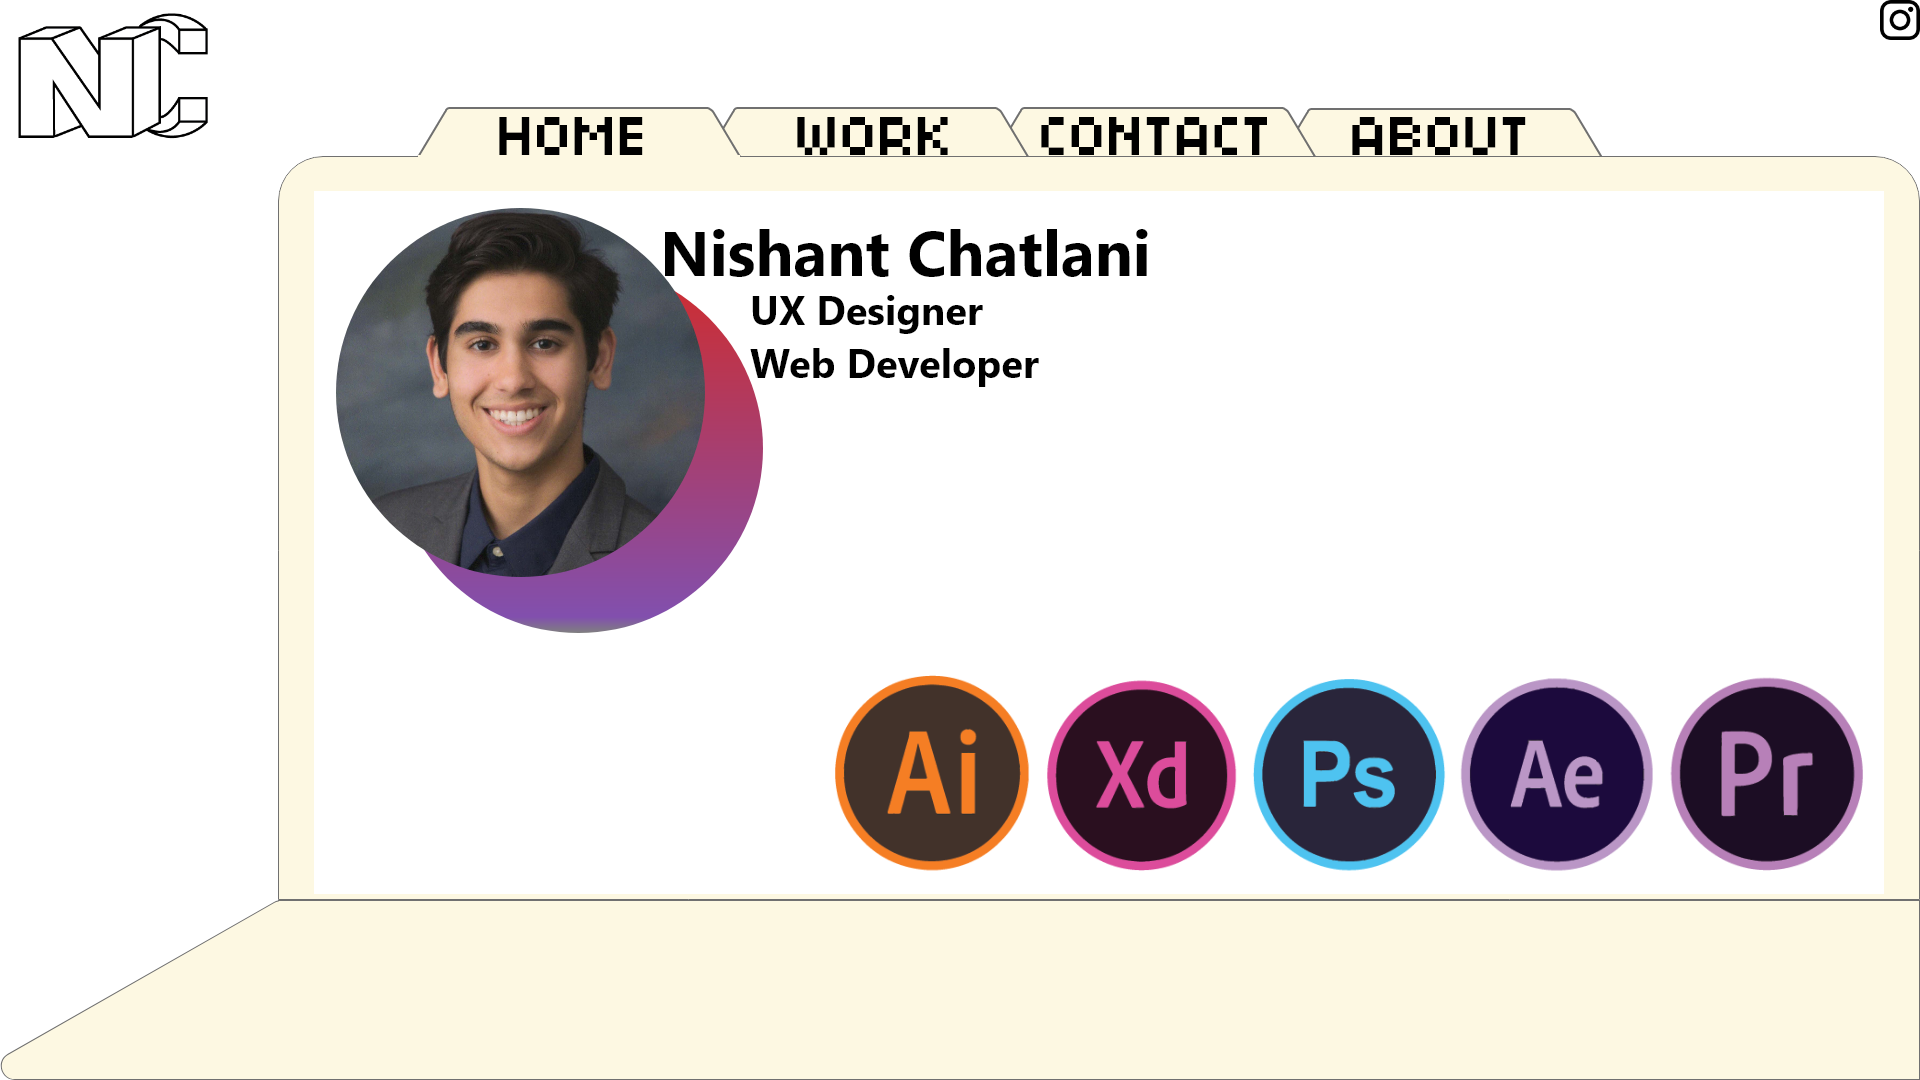 NC
HOME WORK CONTACT ABOUT
Nishant Chatlani
UX Designer
Web Developer
Ai Xd Ps Ae Pr